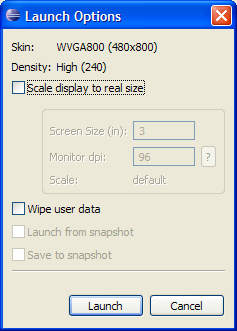 Launch Options
Skin: WVGA800 (480x800)
Density: High (240)
Scale display to real size
Screen Size (in): 3
Monitor dpi: 96 ?
Scale: default
Wipe user data
Launch from snapshot
Save to snapshot
Launch Cancel